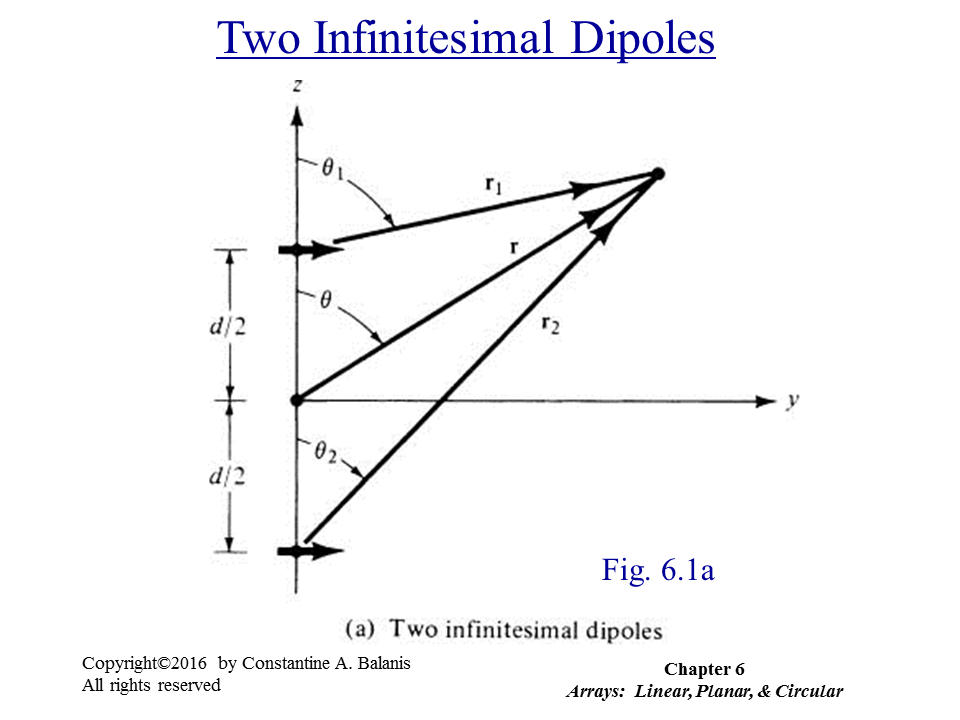 Two Infinitesimal Dipoles
z
θ₁
r₁
r
d/2
θ
r₂
y
θ₂
d/2
Fig. 6.1a
(a) Two infinitesimal dipoles
Copyright©2016 by Constantine A. Balanis
All rights reserved
Chapter 6
Arrays: Linear, Planar, & Circular